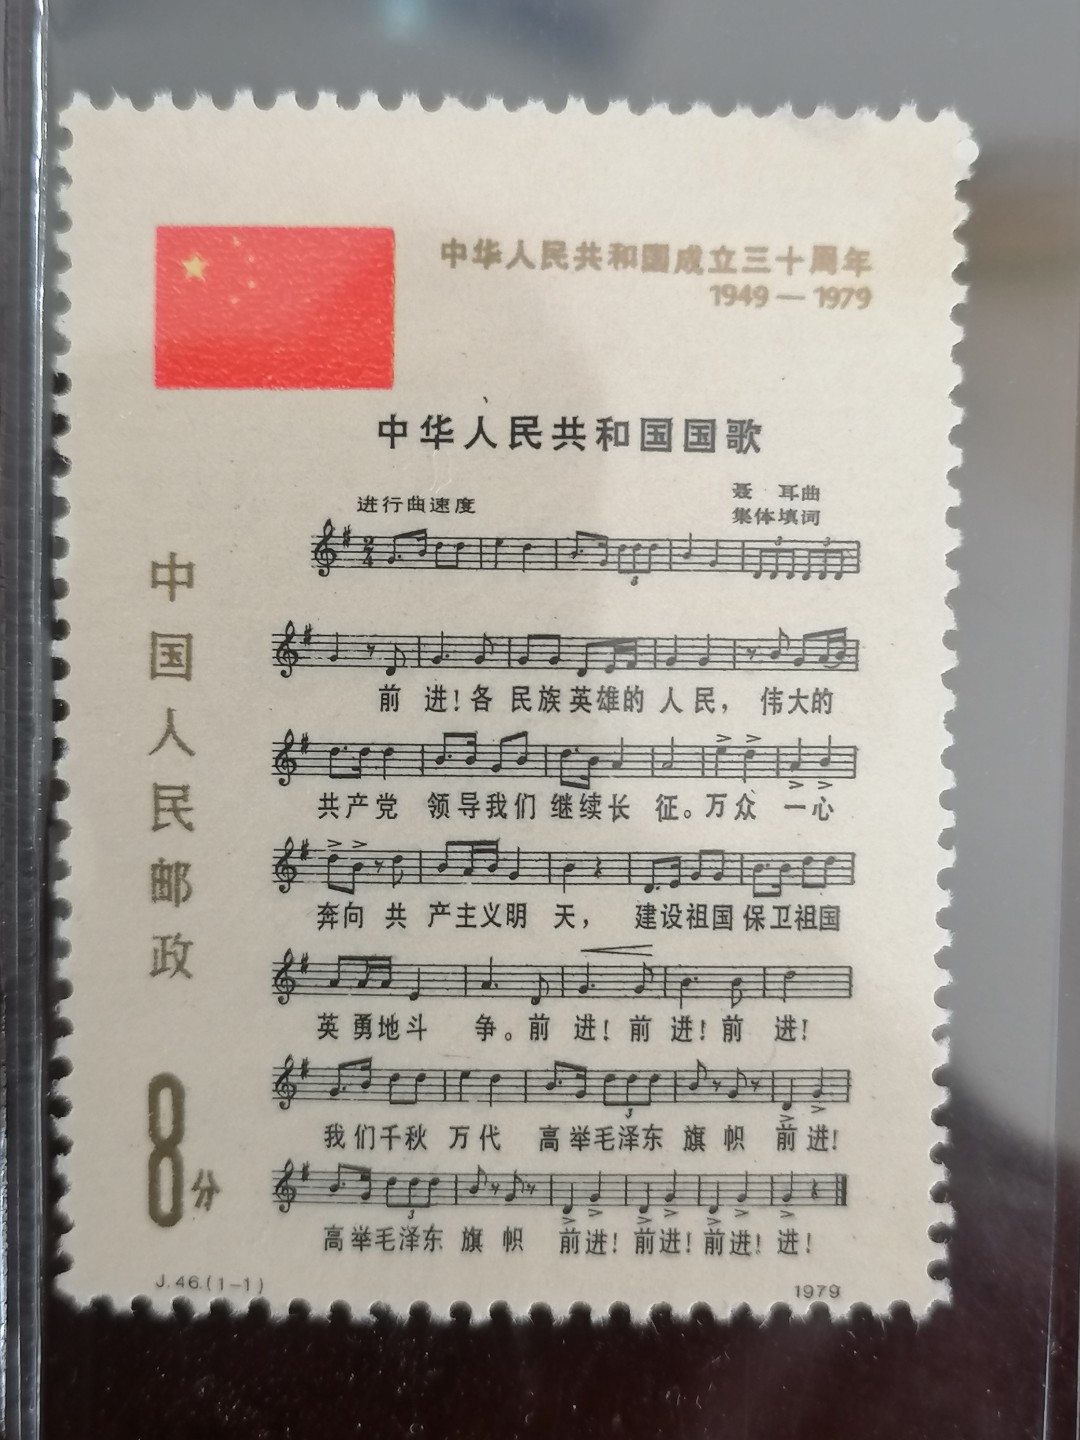 中华人民共和国成立三十周年
1949—1979
中华人民共和国国歌
进行曲速度
聂 耳曲
集体填词
前 进!各 民族英雄的 人民, 伟大的
共产党 领导我们 继续长 征。万众 一心
奔向 共 产主义明 天, 建设祖国保卫祖国
英勇地斗 争。前 进!前 进!前 进!
我们千秋 万代 高举毛泽东 旗 帜 前进!
高举毛泽东 旗 帜 前进!前进!前进!进!
中国人民邮政
8分
J.46.(1-1)
1979